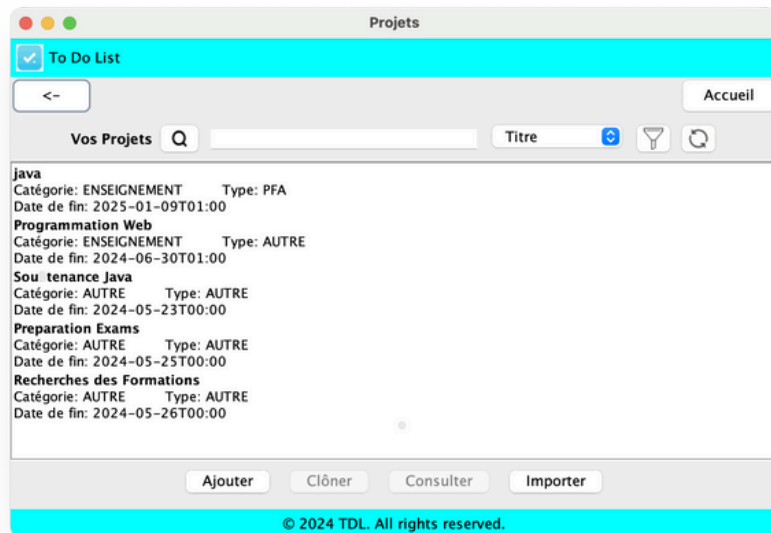 Projets
To Do List
<-
Accueil
Vos Projets
Titre
java
Catégorie: ENSEIGNEMENT Type: PFA
Date de fin: 2025-01-09T01:00
Programmation Web
Catégorie: ENSEIGNEMENT Type: AUTRE
Date de fin: 2024-06-30T01:00
Soutenance Java
Catégorie: AUTRE Type: AUTRE
Date de fin: 2024-05-23T00:00
Preparation Exams
Catégorie: AUTRE Type: AUTRE
Date de fin: 2024-05-25T00:00
Recherches des Formations
Catégorie: AUTRE Type: AUTRE
Date de fin: 2024-05-26T00:00
Ajouter Clôner Consulter Importer
© 2024 TDL. All rights reserved.